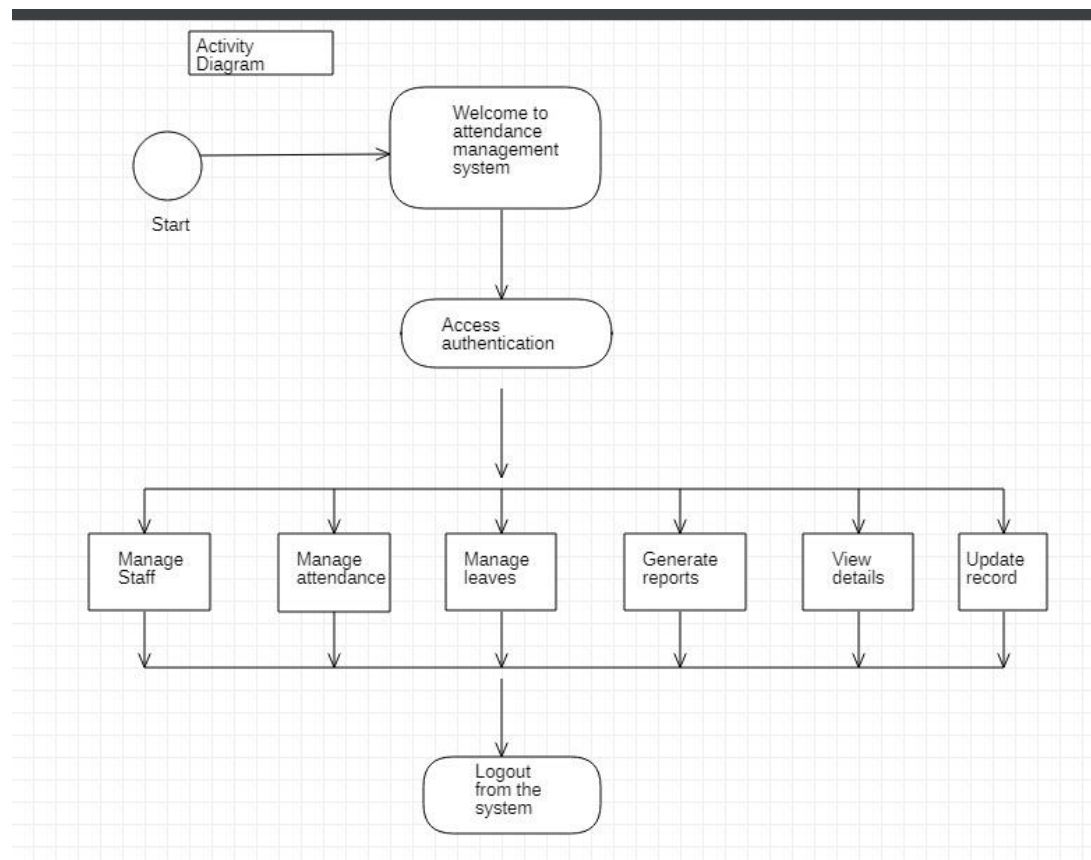 Activity
Diagram
Welcome to
attendance
management
system
Start
Access
authentication
Manage
Staff
Manage
attendance
Manage
leaves
Generate
reports
View
details
Update
record
Logout
from the
system